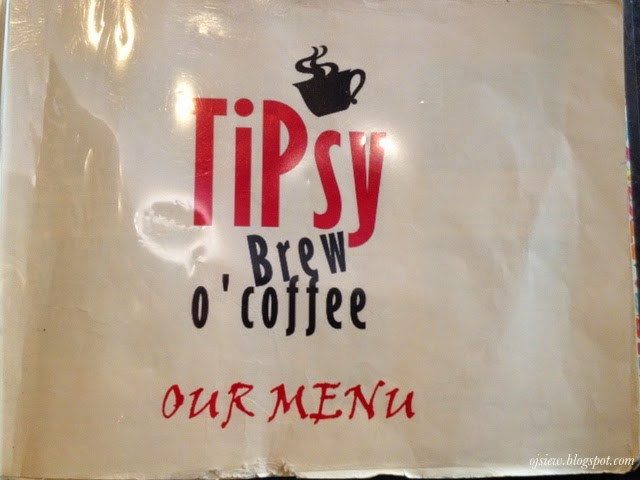 TiPsy
Brew
o'coffee
OUR MENU
ojsiew.blogspot.com